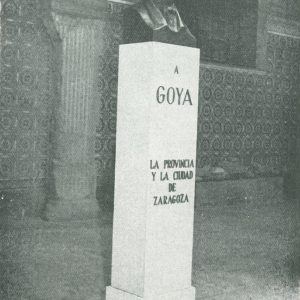 A
GOYA
LA PROVINCIA
Y LA CIUDAD
DE
ZARAGOZA